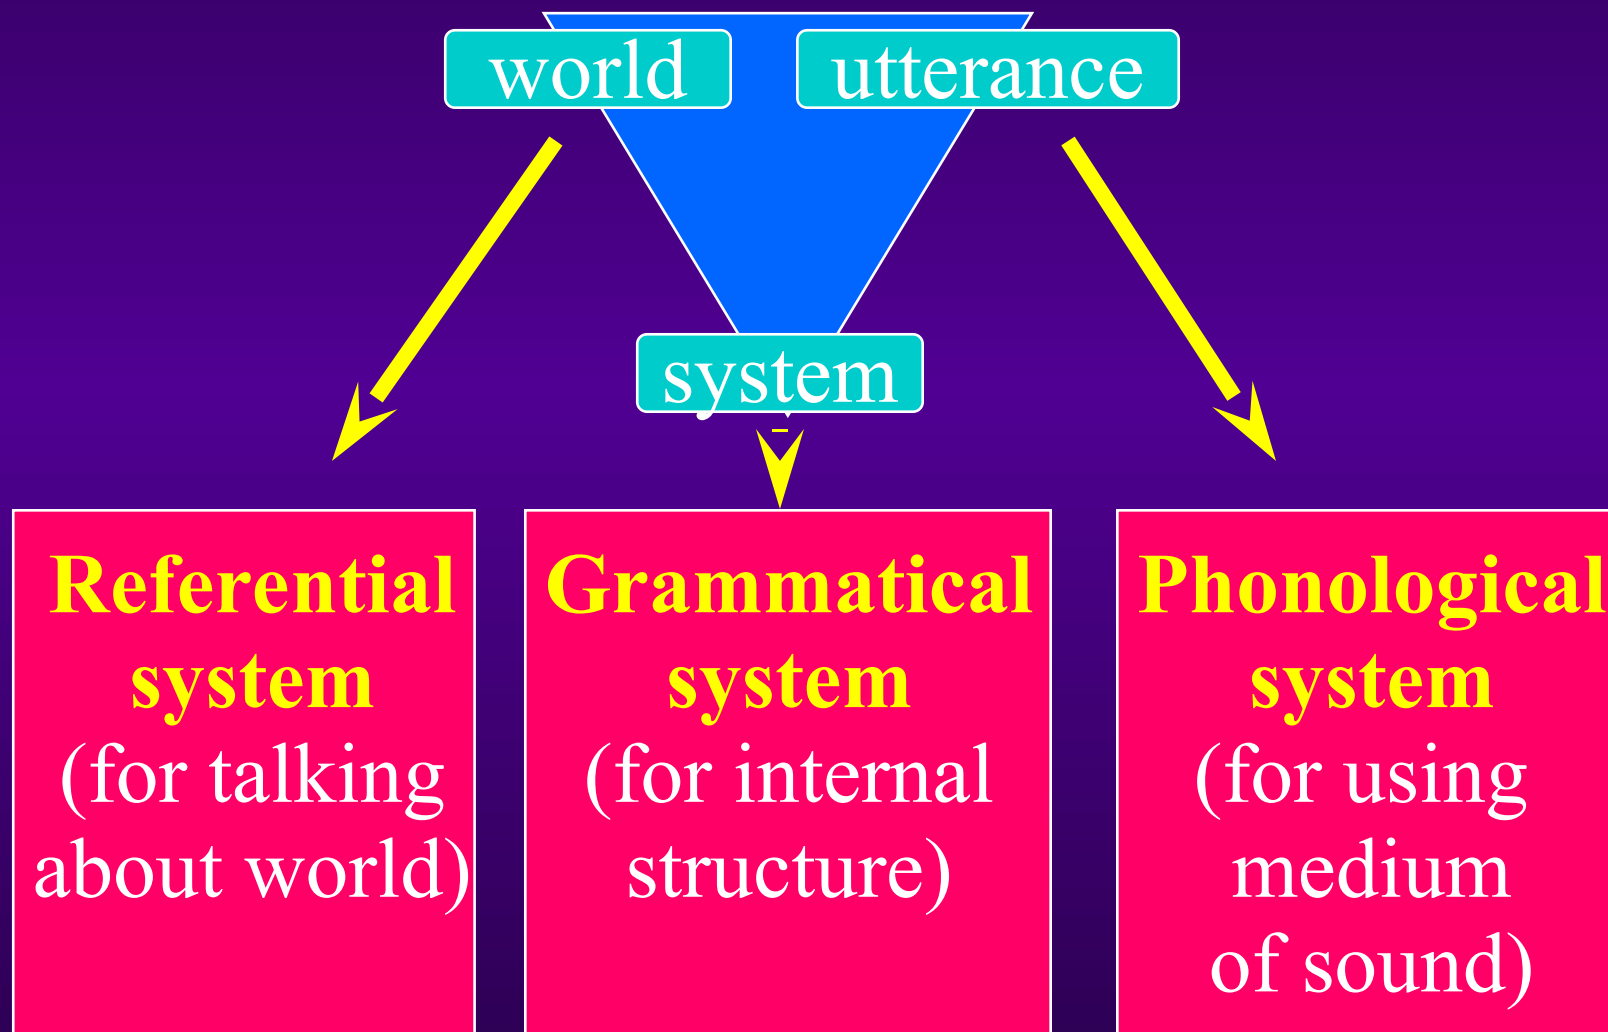 world
utterance
system
Referential
system
(for talking
about world)
Grammatical
system
(for internal
structure)
Phonological
system
(for using
medium
of sound)